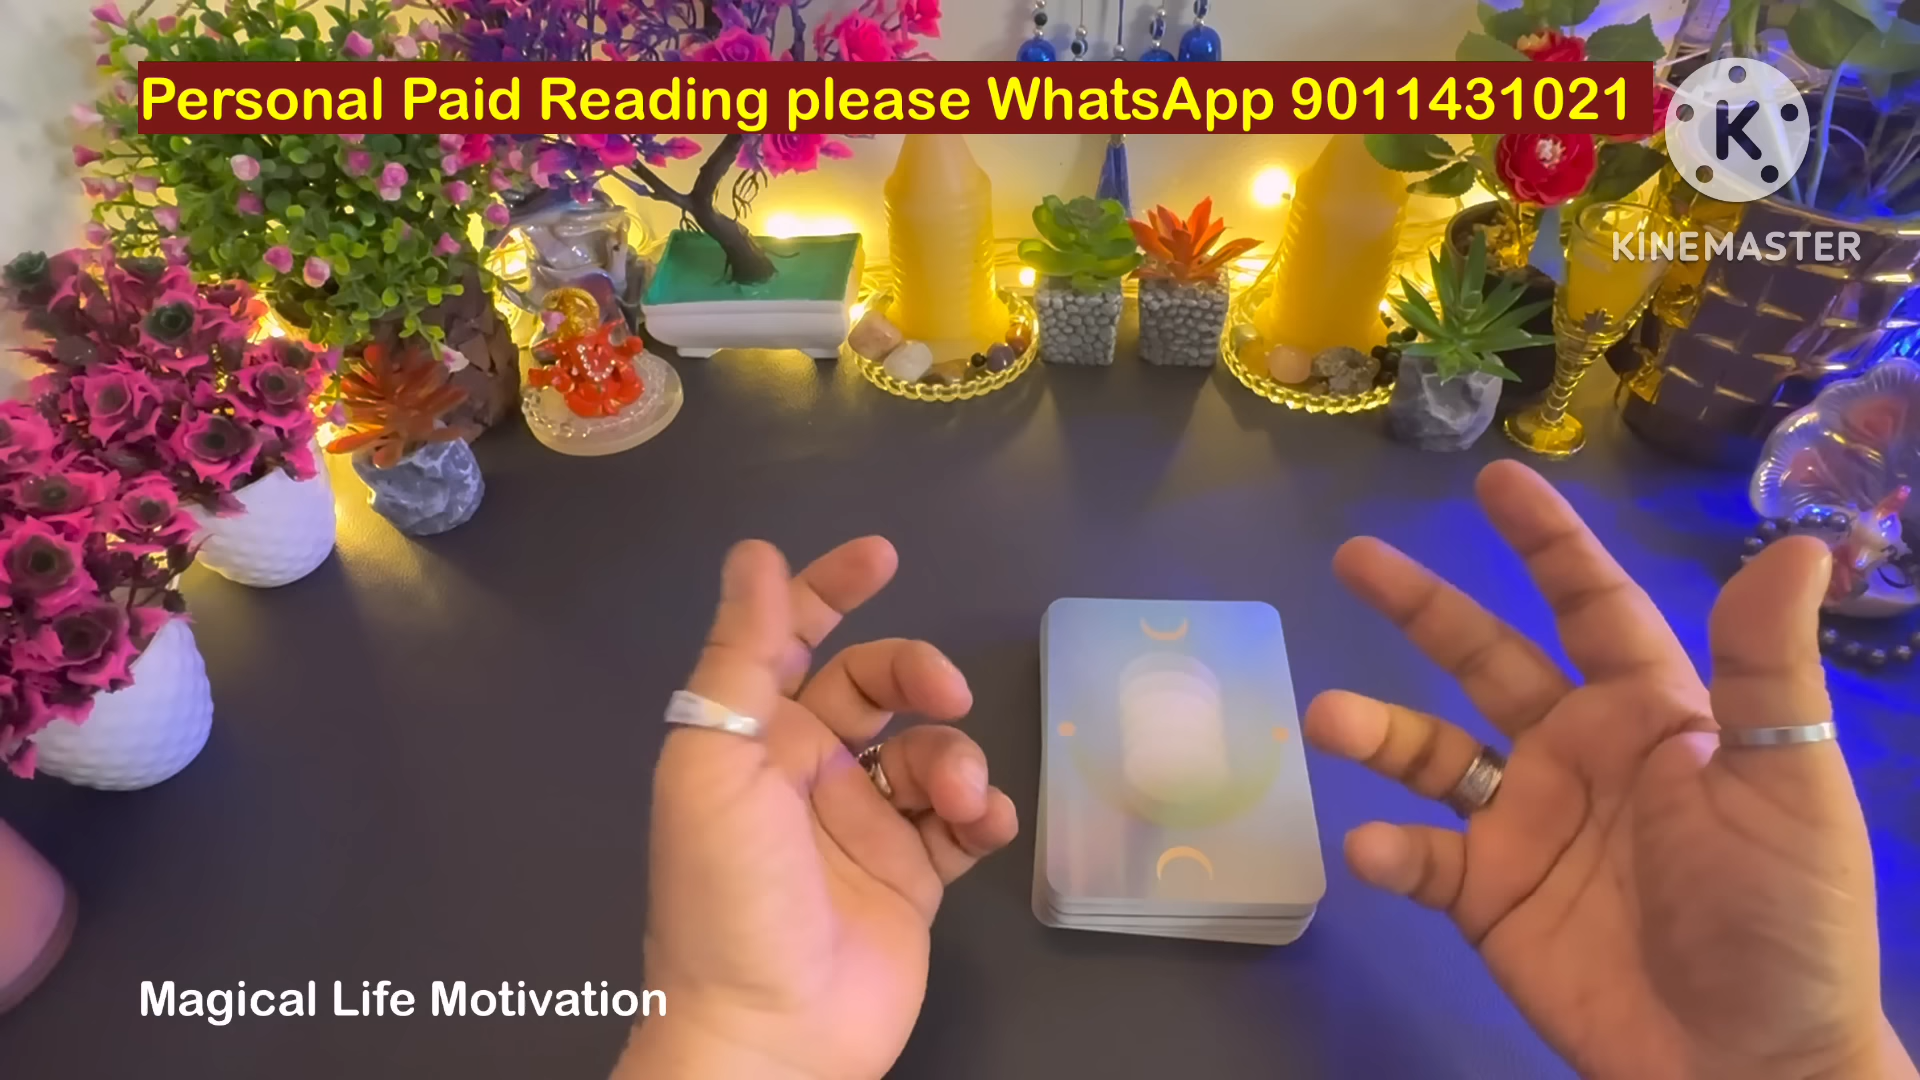 Personal Paid Reading please WhatsApp 9011431021
K
KINEMASTER
Magical Life Motivation